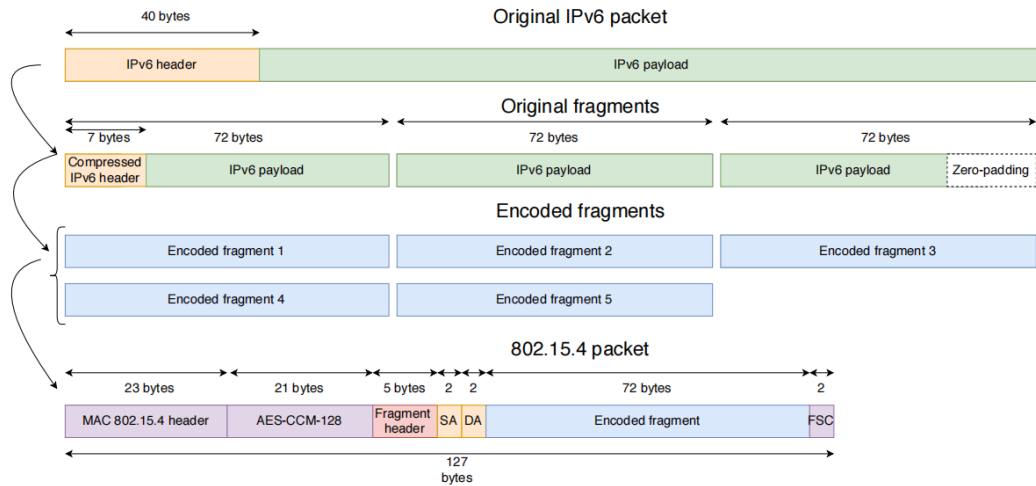 40 bytes
Original IPv6 packet
IPv6 header
IPv6 payload
Original fragments
7 bytes
72 bytes
72 bytes
72 bytes
Compressed
IPv6 header
IPv6 payload
IPv6 payload
IPv6 payload
Zero-padding
Encoded fragments
Encoded fragment 1
Encoded fragment 2
Encoded fragment 3
Encoded fragment 4
Encoded fragment 5
802.15.4 packet
23 bytes
21 bytes
5 bytes
2
2
72 bytes
2
MAC 802.15.4 header
AES-CCM-128
Fragment
header
SA
DA
Encoded fragment
FSC
127
bytes